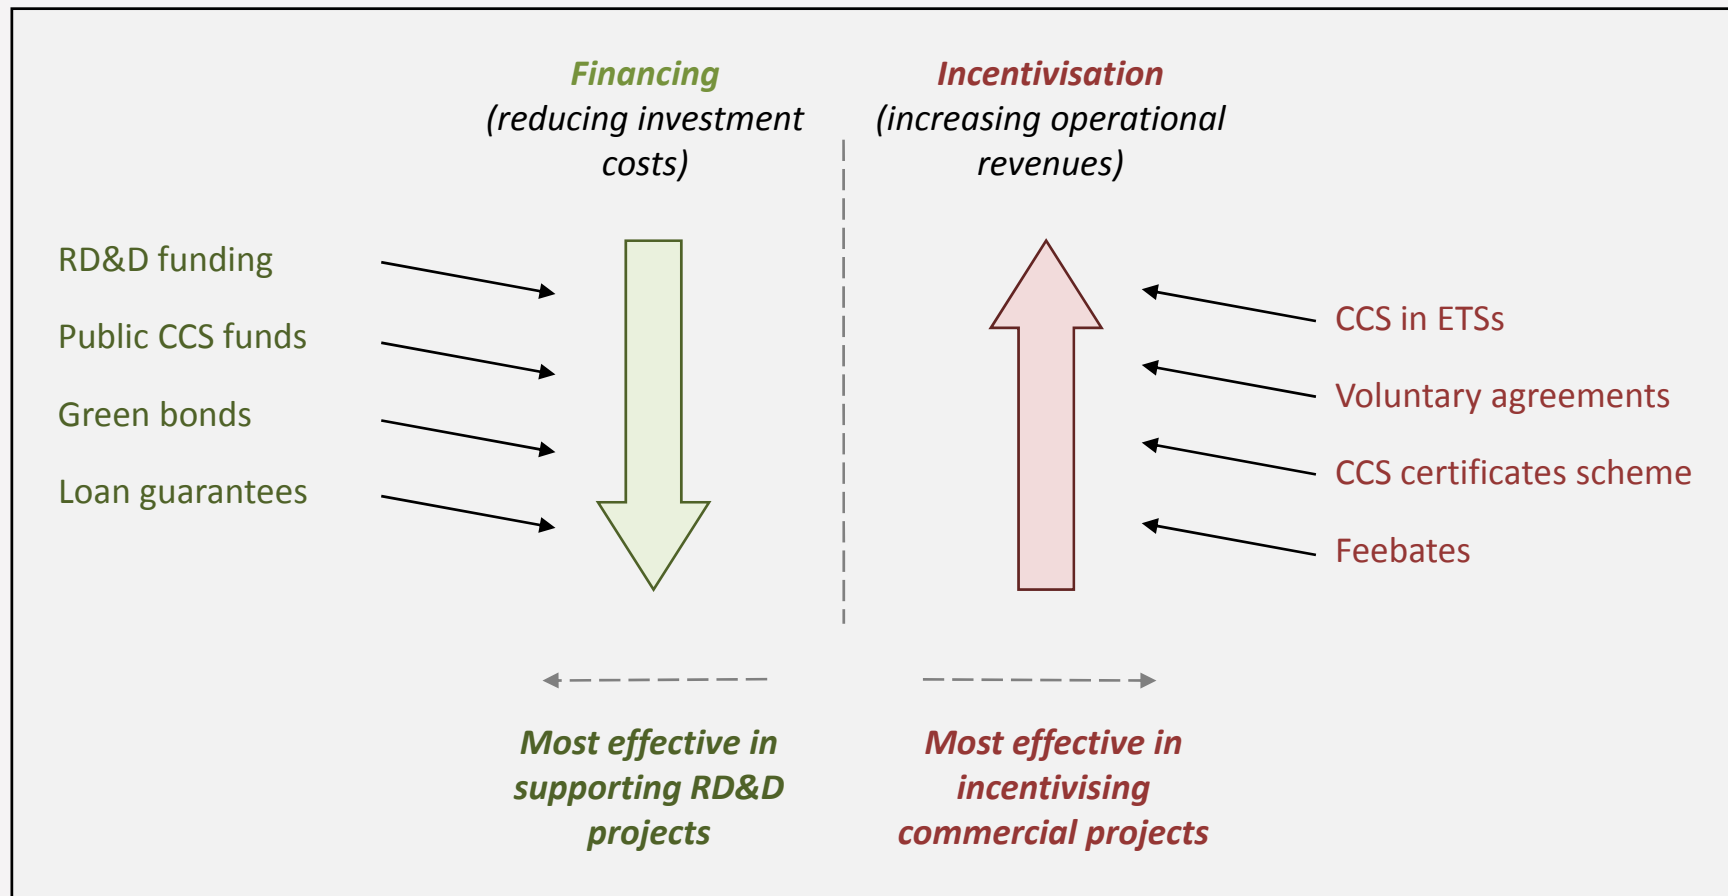 Financing
(reducing investment
costs)
Incentivisation
(increasing operational
revenues)
RD&D funding
Public CCS funds
Green bonds
Loan guarantees
CCS in ETSs
Voluntary agreements
CCS certificates scheme
Feebates
Most effective in
supporting RD&D
projects
Most effective in
incentivising
commercial projects